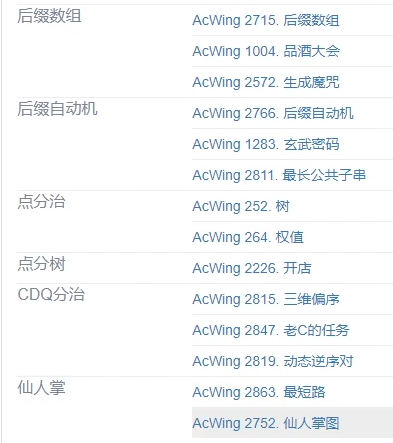 后缀数组 AcWing 2715. 后缀数组
AcWing 1004. 品酒大会
AcWing 2572. 生成魔咒
后缀自动机 AcWing 2766. 后缀自动机
AcWing 1283. 玄武密码
AcWing 2811. 最长公共子串
点分治 AcWing 252. 树
AcWing 264. 权值
点分树 AcWing 2226. 开店
CDQ分治 AcWing 2815. 三维偏序
AcWing 2847. 老C的任务
AcWing 2819. 动态逆序对
仙人掌 AcWing 2863. 最短路
AcWing 2752. 仙人掌图